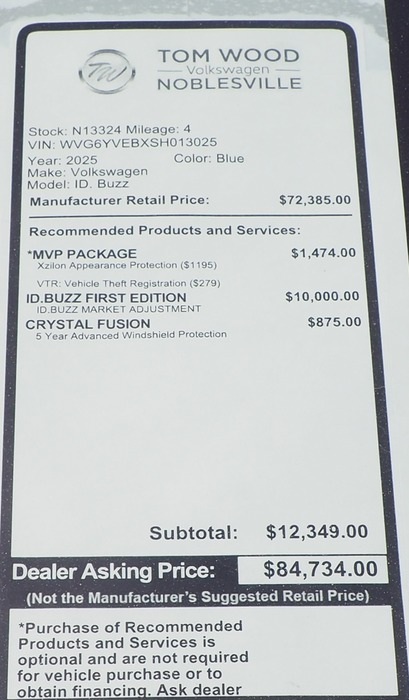 TW
TOM WOOD
Volkswagen
NOBLESVILLE
Stock: N13324 Mileage: 4
VIN: WVG6YVEBXSH013025
Year: 2025 Color: Blue
Make: Volkswagen
Model: ID. Buzz
Manufacturer Retail Price: $72,385.00
Recommended Products and Services:
*MVP PACKAGE $1,474.00
Xzilon Appearance Protection ($1195)
VTR: Vehicle Theft Registration ($279)
ID.BUZZ FIRST EDITION $10,000.00
ID.BUZZ MARKET ADJUSTMENT
CRYSTAL FUSION $875.00
5 Year Advanced Windshield Protection
Subtotal: $12,349.00
Dealer Asking Price: $84,734.00
(Not the Manufacturer's Suggested Retail Price)
*Purchase of Recommended
Products and Services is
optional and are not required
for vehicle purchase or to
obtain financing. Ask dealer